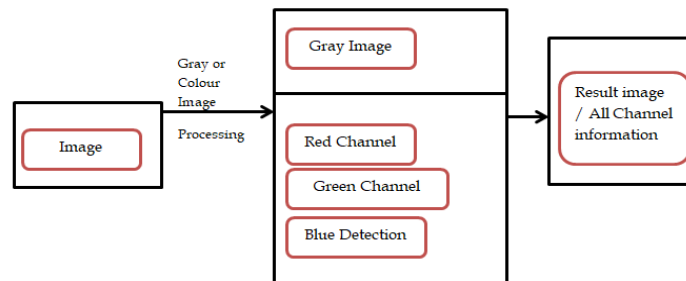 Image
Gray or
Colour
Image
Processing
Gray Image
Red Channel
Green Channel
Blue Detection
Result image
/ All Channel
information